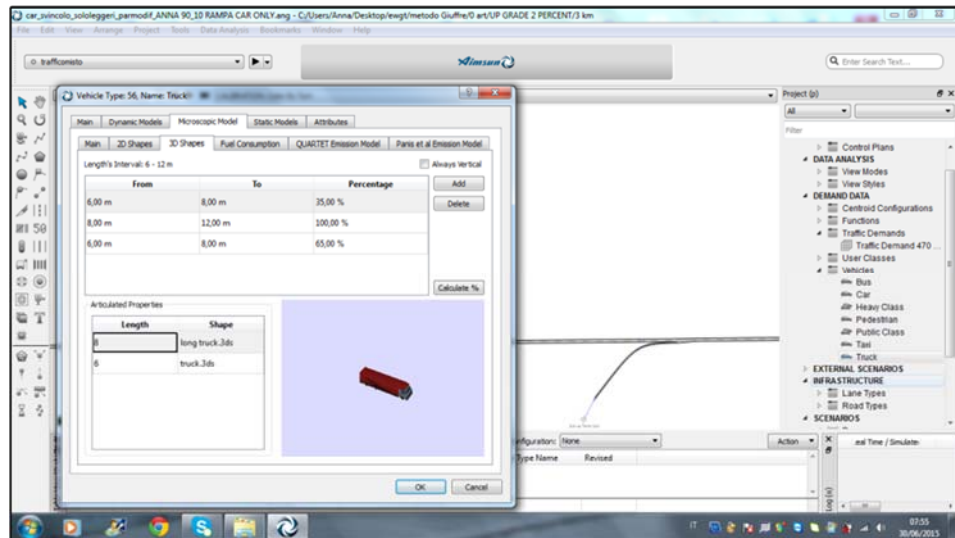 car_svincolo_sololeggeri_parmodif_ANNA 90_10 RAMPA CAR ONLY.ang - C:/Users/Anna/Desktop/ewgt/metodo Giuffre/0 art/UP GRADE 2 PERCENT/3 km
File Edit View Arrange Project Tools Data Analysis Bookmarks Window Help
trafficomisto
Aimsun
Enter Search Text...
Vehicle Type: 56, Name: Truck
Main Dynamic Models Microscopic Model Static Models Attributes
Main 2D Shapes 3D Shapes Fuel Consumption QUARTET Emission Model Panis et al Emission Model
Length's Interval: 6 - 12 m
Always Vertical
From To Percentage
6,00 m 8,00 m 35,00 %
8,00 m 12,00 m 100,00 %
6,00 m 8,00 m 65,00 %
Add
Delete
Calculate %
Articulated Properties
Length Shape
8 long truck.3ds
6 truck.3ds
OK Cancel
Project (p)
All
Filter
Control Plans
DATA ANALYSIS
View Modes
View Styles
DEMAND DATA
Centroid Configurations
Functions
Traffic Demands
Traffic Demand 470 ...
User Classes
Vehicles
Bus
Car
Heavy Class
Pedestrian
Public Class
Taxi
Truck
EXTERNAL SCENARIOS
INFRASTRUCTURE
Lane Types
Road Types
SCENARIOS
nfiguration: None
Action
Type Name Revised
eal Time / Simulate
Log (x)
50
IT
07:55
30/06/2015